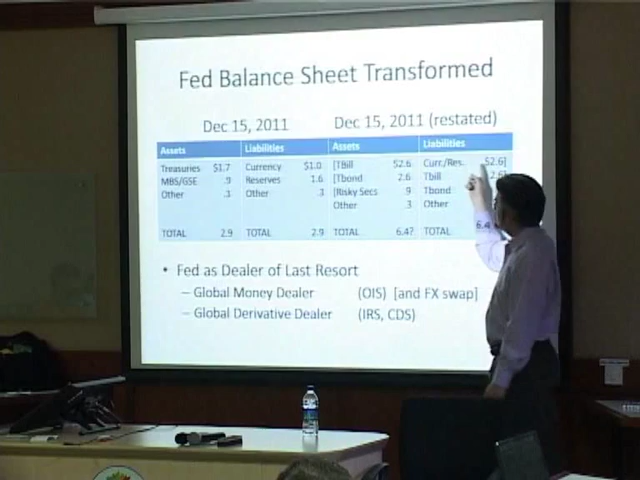 Fed Balance Sheet Transformed
Dec 15, 2011 Dec 15, 2011 (restated)
Assets Liabilities Assets Liabilities
Treasuries $1.7 Currency $1.0 [TBill $2.6 Curr./Res. $2.6]
MBS/GSE .9 Reserves 1.6 [Tbond 2.6 Tbill 2.6]
Other .3 Other .3 [Risky Secs .9 Tbond
Other .3 Other
TOTAL 2.9 TOTAL 2.9 TOTAL 6.4? TOTAL 6.4
• Fed as Dealer of Last Resort
– Global Money Dealer (OIS) [and FX swap]
– Global Derivative Dealer (IRS, CDS)